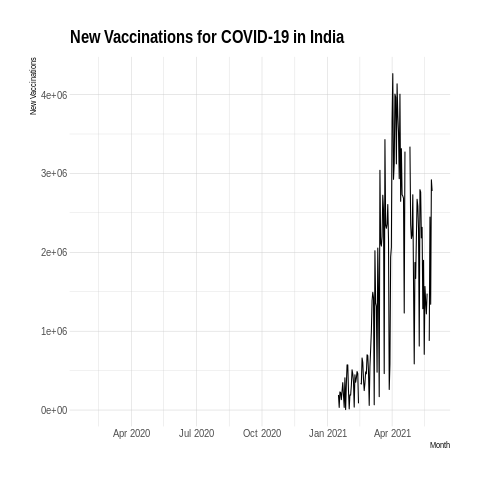 New Vaccinations for COVID-19 in India
New Vaccinations
4e+06
3e+06
2e+06
1e+06
0e+00
Apr 2020 Jul 2020 Oct 2020 Jan 2021 Apr 2021
Month